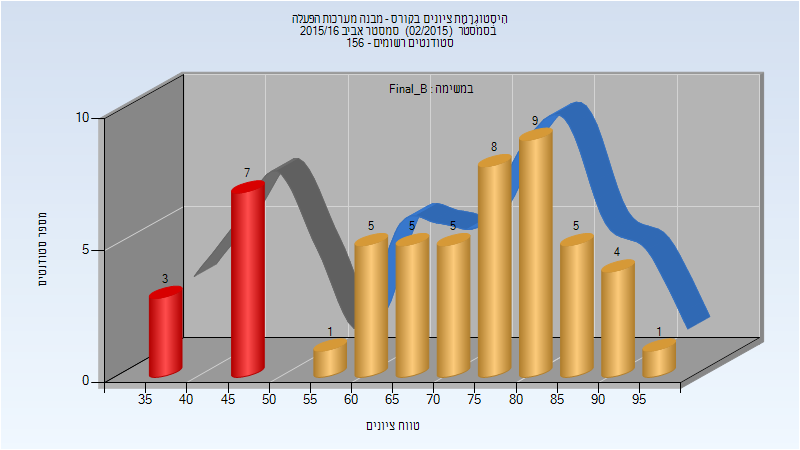 היסטוגרמת ציונים בקורס - מבנה מערכות הפעלה
בסמסטר (02/2015) סמסטר אביב 2015/16
סטודנטים רשומים - 156
במשימה : Final_B
מספר סטודנטים
10
5
0
3
7
1
5
5
5
8
9
5
4
1
35 40 45 50 55 60 65 70 75 80 85 90 95
טווח ציונים